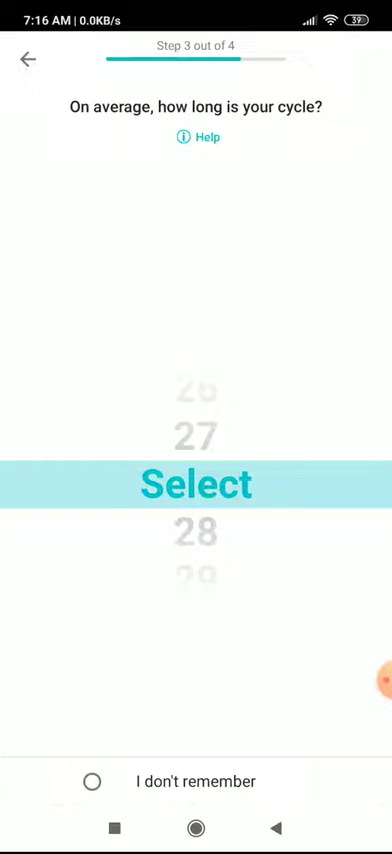 7:16 AM | 0.0KB/s 39
Step 3 out of 4
On average, how long is your cycle?
Help
26
27
Select
28
29
I don't remember